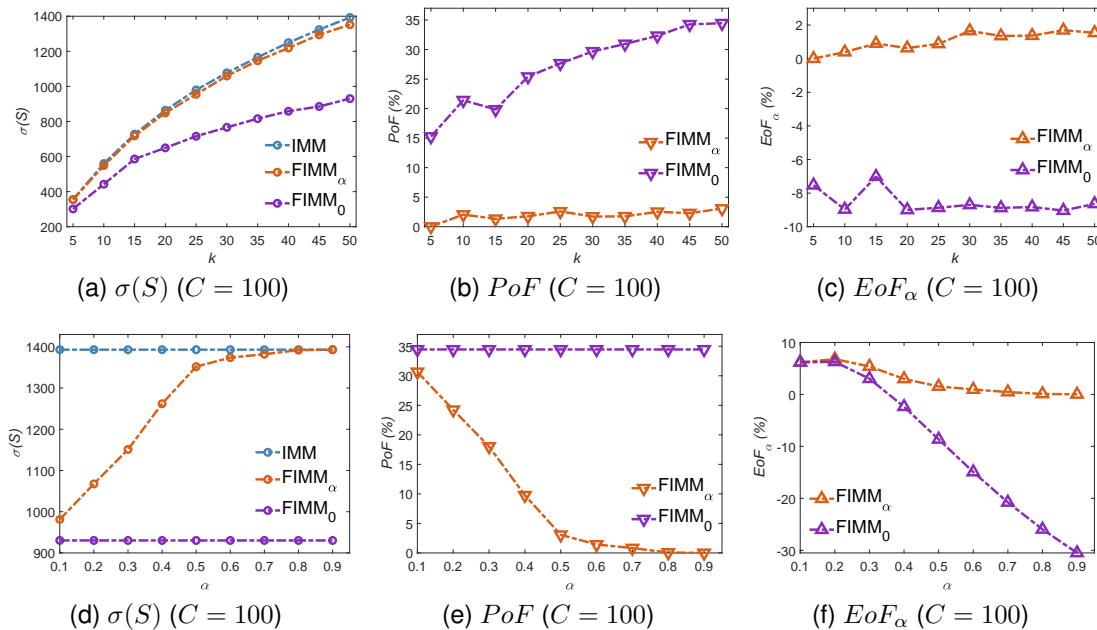 1400
1200
1000
800
600
400
200
σ(S)
IMM
FIMMα
FIMM0
5 10 15 20 25 30 35 40 45 50
k
(a) σ(S) (C = 100)
35
30
25
20
15
10
5
0
PoF (%)
FIMMα
FIMM0
5 10 15 20 25 30 35 40 45 50
k
(b) PoF (C = 100)
2
0
-2
-4
-6
-8
-10
EoFα (%)
FIMMα
FIMM0
5 10 15 20 25 30 35 40 45 50
k
(c) EoFα (C = 100)
1400
1300
1200
1100
1000
900
σ(S)
IMM
FIMMα
FIMM0
0.1 0.2 0.3 0.4 0.5 0.6 0.7 0.8 0.9
α
(d) σ(S) (C = 100)
35
30
25
20
15
10
5
0
PoF (%)
FIMMα
FIMM0
0.1 0.2 0.3 0.4 0.5 0.6 0.7 0.8 0.9
α
(e) PoF (C = 100)
10
0
-10
-20
-30
EoFα (%)
FIMMα
FIMM0
0.1 0.2 0.3 0.4 0.5 0.6 0.7 0.8 0.9
α
(f) EoFα (C = 100)